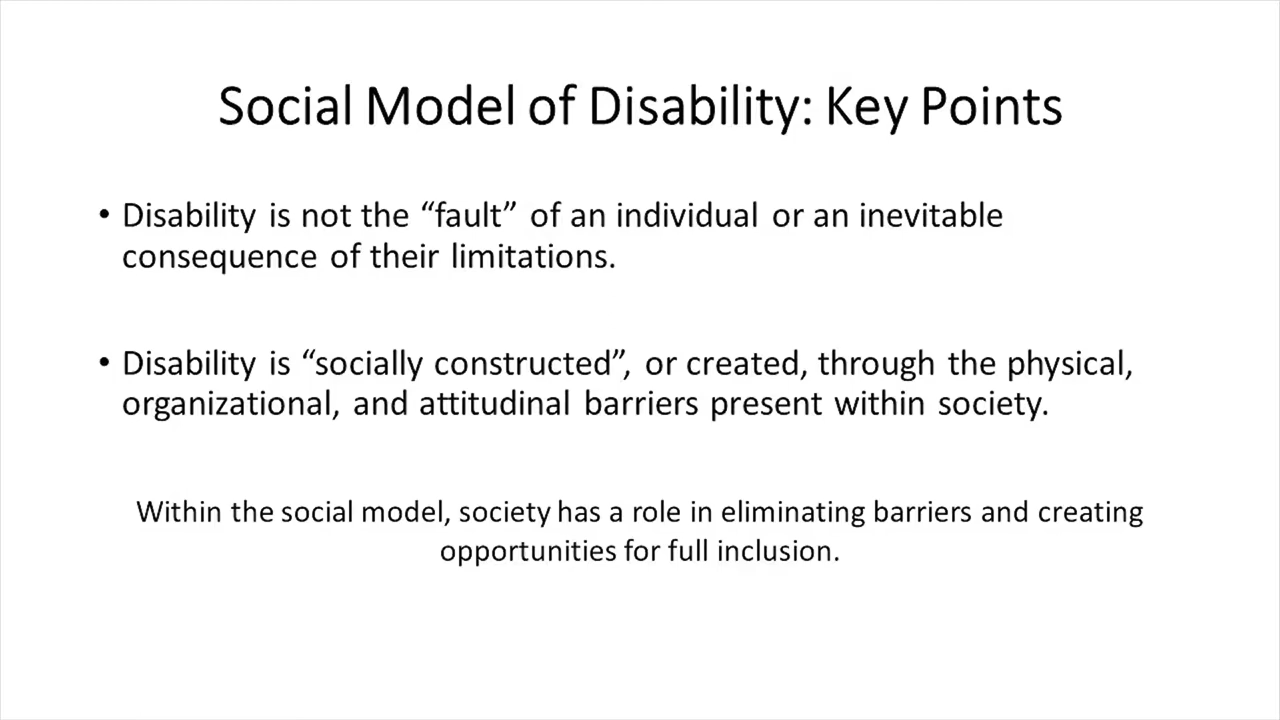 Social Model of Disability: Key Points
• Disability is not the “fault” of an individual or an inevitable
consequence of their limitations.
• Disability is “socially constructed”, or created, through the physical,
organizational, and attitudinal barriers present within society.
Within the social model, society has a role in eliminating barriers and creating
opportunities for full inclusion.